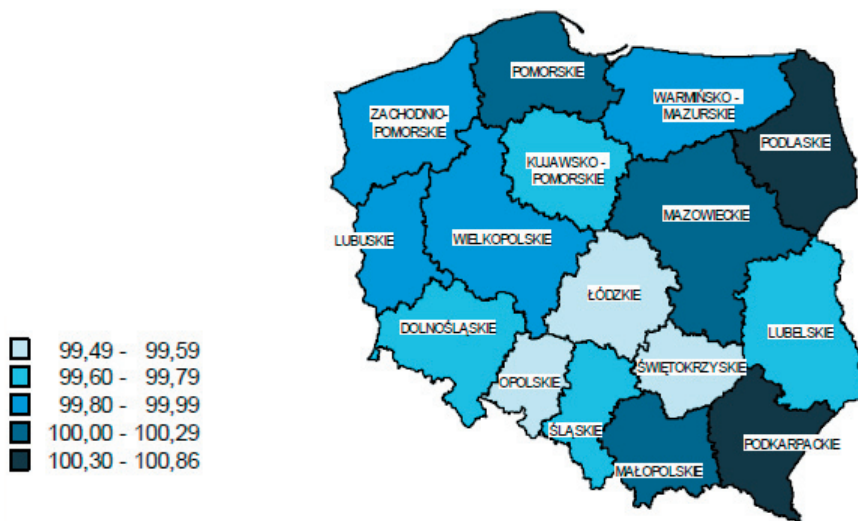 POMORSKIE
ZACHODNIO-
POMORSKIE
WARMIŃSKO -
MAZURSKIE
PODLASKIE
KUJAWSKO -
POMORSKIE
MAZOWIECKIE
LUBUSKIE
WIELKOPOLSKIE
ŁÓDZKIE
DOLNOŚLĄSKIE
LUBELSKIE
OPOLSKIE
ŚWIĘTOKRZYSKIE
ŚLĄSKIE
PODKARPACKIE
MAŁOPOLSKIE
99,49 - 99,59
99,60 - 99,79
99,80 - 99,99
100,00 - 100,29
100,30 - 100,86